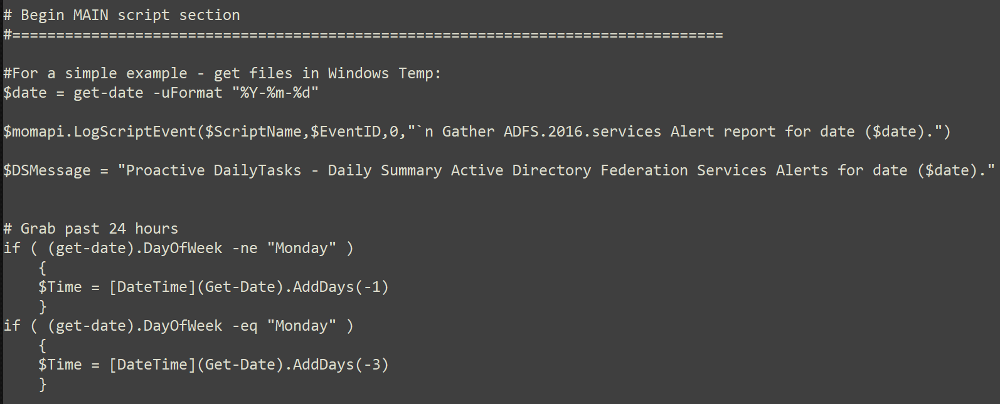 # Begin MAIN script section
#=================================================================================
#For a simple example - get files in Windows Temp:
$date = get-date -uFormat "%Y-%m-%d"
$momapi.LogScriptEvent($ScriptName,$EventID,0,"`n Gather ADFS.2016.services Alert report for date ($date).")
$DSMessage = "Proactive DailyTasks - Daily Summary Active Directory Federation Services Alerts for date ($date)."
# Grab past 24 hours
if ( (get-date).DayOfWeek -ne "Monday" )
    {
    $Time = [DateTime](Get-Date).AddDays(-1)
    }
if ( (get-date).DayOfWeek -eq "Monday" )
    {
    $Time = [DateTime](Get-Date).AddDays(-3)
    }